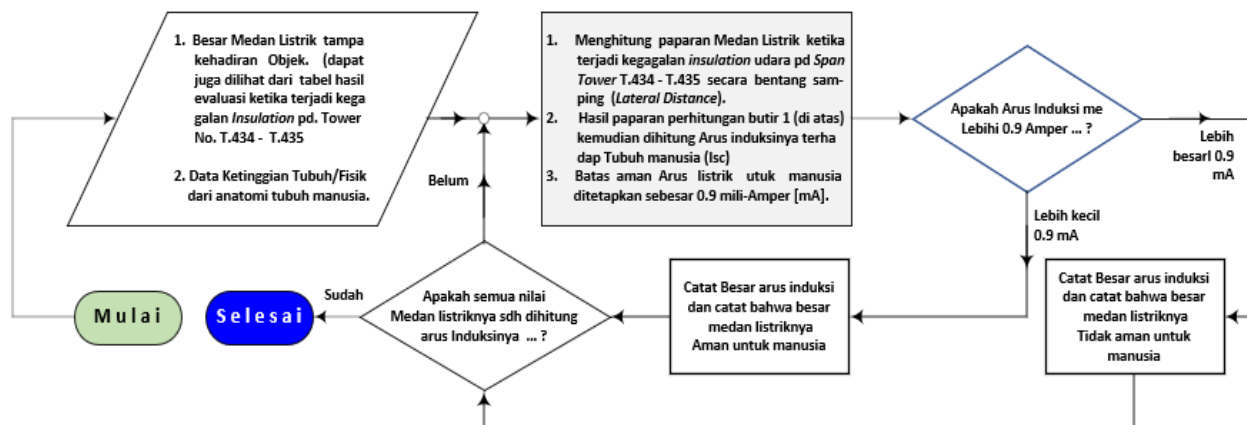 1. Besar Medan Listrik tampa
kehadiran Objek. (dapat
juga dilihat dari tabel hasil
evaluasi ketika terjadi kega
galan Insulation pd. Tower
No. T.434 - T.435
2. Data Ketinggian Tubuh/Fisik
dari anatomi tubuh manusia.
1. Menghitung paparan Medan Listrik ketika
terjadi kegagalan insulation udara pd Span
Tower T.434 - T.435 secara bentang sam-
ping (Lateral Distance).
2. Hasil paparan perhitungan butir 1 (di atas)
kemudian dihitung Arus induksinya terha
dap Tubuh manusia (Isc)
3. Batas aman Arus listrik utuk manusia
ditetapkan sebesar 0.9 mili-Amper [mA].
Apakah Arus Induksi me
Lebihi 0.9 Amper ... ?
Lebih
besarl 0.9
mA
Belum
Lebih kecil
0.9 mA
Mulai
Selesai
Sudah
Apakah semua nilai
Medan listriknya sdh dihitung
arus Induksinya ... ?
Catat Besar arus induksi
dan catat bahwa besar
medan listriknya
Aman untuk manusia
Catat Besar arus induksi
dan catat bahwa besar
medan listriknya
Tidak aman untuk
manusia